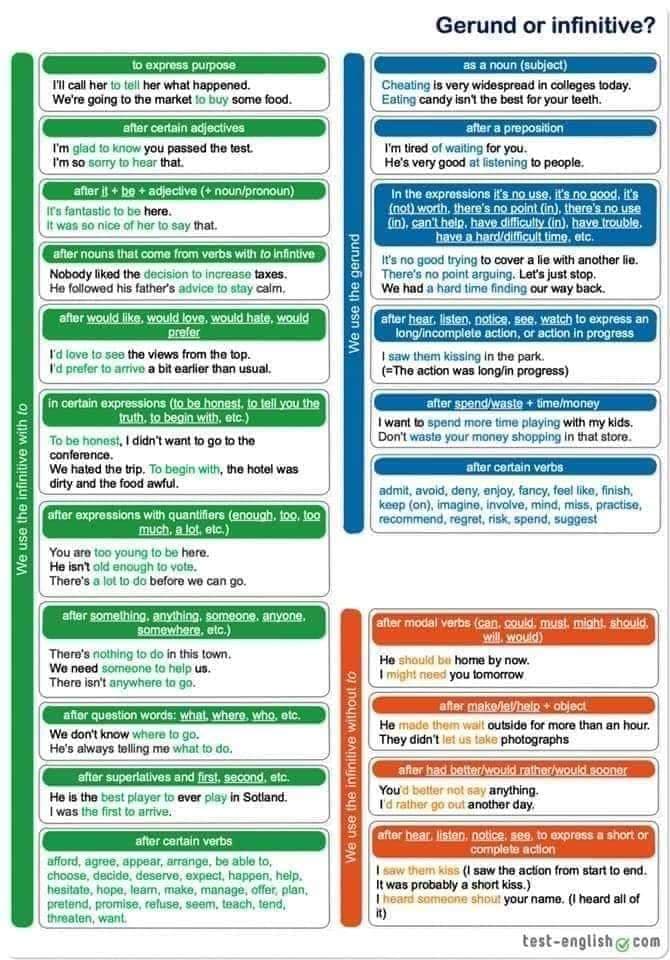 Gerund or infinitive?
We use the infinitive with to
to express purpose
I'll call her to tell her what happened.
We're going to the market to buy some food.
after certain adjectives
I'm glad to know you passed the test.
I'm so sorry to hear that.
after it + be + adjective (+ noun/pronoun)
It's fantastic to be here.
It was so nice of her to say that.
after nouns that come from verbs with to infintive
Nobody liked the decision to increase taxes.
He followed his father's advice to stay calm.
after would like, would love, would hate, would
prefer
I'd love to see the views from the top.
I'd prefer to arrive a bit earlier than usual.
in certain expressions (to be honest, to tell you the
truth, to begin with, etc.)
To be honest, I didn't want to go to the
conference.
We hated the trip. To begin with, the hotel was
dirty and the food awful.
after expressions with quantifiers (enough, too, too
much, a lot, etc.)
You are too young to be here.
He isn't old enough to vote.
There's a lot to do before we can go.
after something, anything, someone, anyone,
somewhere, etc.)
There's nothing to do in this town.
We need someone to help us.
There isn't anywhere to go.
after question words: what, where, who, etc.
We don't know where to go.
He's always telling me what to do.
after superlatives and first, second, etc.
He is the best player to ever play in Sotland.
I was the first to arrive.
after certain verbs
afford, agree, appear, arrange, be able to,
choose, decide, deserve, expect, happen, help,
hesitate, hope, learn, make, manage, offer, plan,
pretend, promise, refuse, seem, teach, tend,
threaten, want.
We use the gerund
as a noun (subject)
Cheating is very widespread in colleges today.
Eating candy isn't the best for your teeth.
after a preposition
I'm tired of waiting for you.
He's very good at listening to people.
In the expressions it's no use, it's no good, it's
(not) worth, there's no point (in), there's no use
(in), can't help, have difficulty (in), have trouble,
have a hard/difficult time, etc.
It's no good trying to cover a lie with another lie.
There's no point arguing. Let's just stop.
We had a hard time finding our way back.
after hear, listen, notice, see, watch to express an
long/incomplete action, or action in progress
I saw them kissing in the park.
(=The action was long/in progress)
after spend/waste + time/money
I want to spend more time playing with my kids.
Don't waste your money shopping in that store.
after certain verbs
admit, avoid, deny, enjoy, fancy, feel like, finish,
keep (on), imagine, involve, mind, miss, practise,
recommend, regret, risk, spend, suggest
We use the infinitive without to
after modal verbs (can, could, must, might, should,
will, would)
He should be home by now.
I might need you tomorrow
after make/let/help + object
He made them wait outside for more than an hour.
They didn't let us take photographs
after had better/would rather/would sooner
You'd better not say anything.
I'd rather go out another day.
after hear, listen, notice, see, to express a short or
complete action
I saw them kiss (I saw the action from start to end.
It was probably a short kiss.)
I heard someone shout your name. (I heard all of
it)
test-english.com